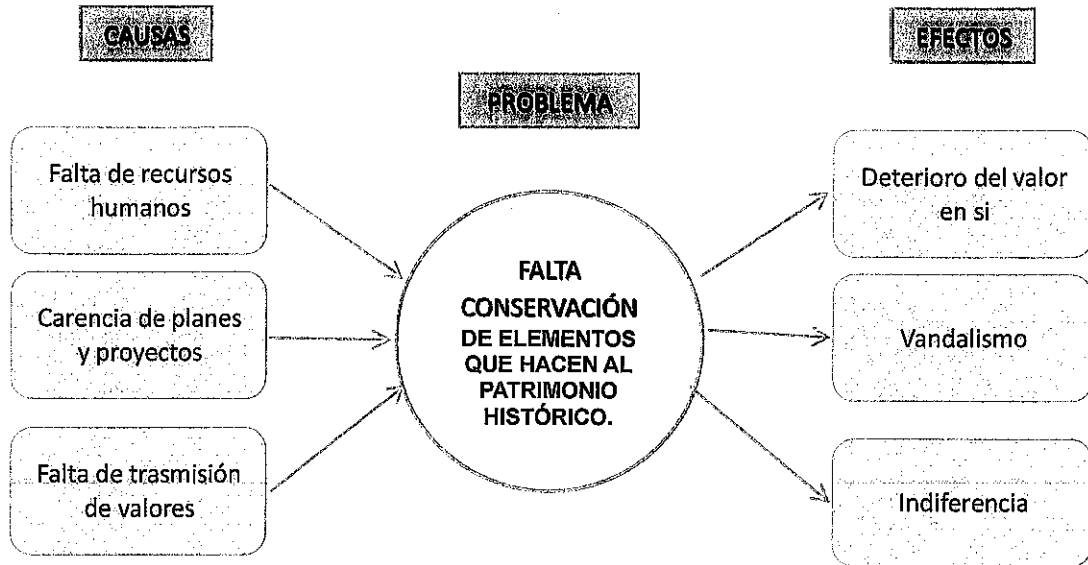 CAUSAS
EFECTOS
PROBLEMA
Falta de recursos
humanos
Carencia de planes
y proyectos
Falta de trasmisión
de valores
FALTA
CONSERVACIÓN
DE ELEMENTOS
QUE HACEN AL
PATRIMONIO
HISTÓRICO.
Deterioro del valor
en si
Vandalismo
Indiferencia